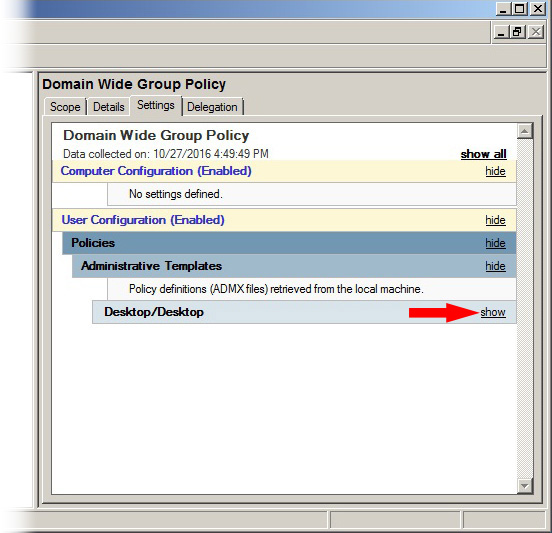 Domain Wide Group Policy
Scope Details Settings Delegation
Domain Wide Group Policy
Data collected on: 10/27/2016 4:49:49 PM show all
Computer Configuration (Enabled) hide
No settings defined.
User Configuration (Enabled) hide
Policies hide
Administrative Templates hide
Policy definitions (ADMX files) retrieved from the local machine.
Desktop/Desktop show